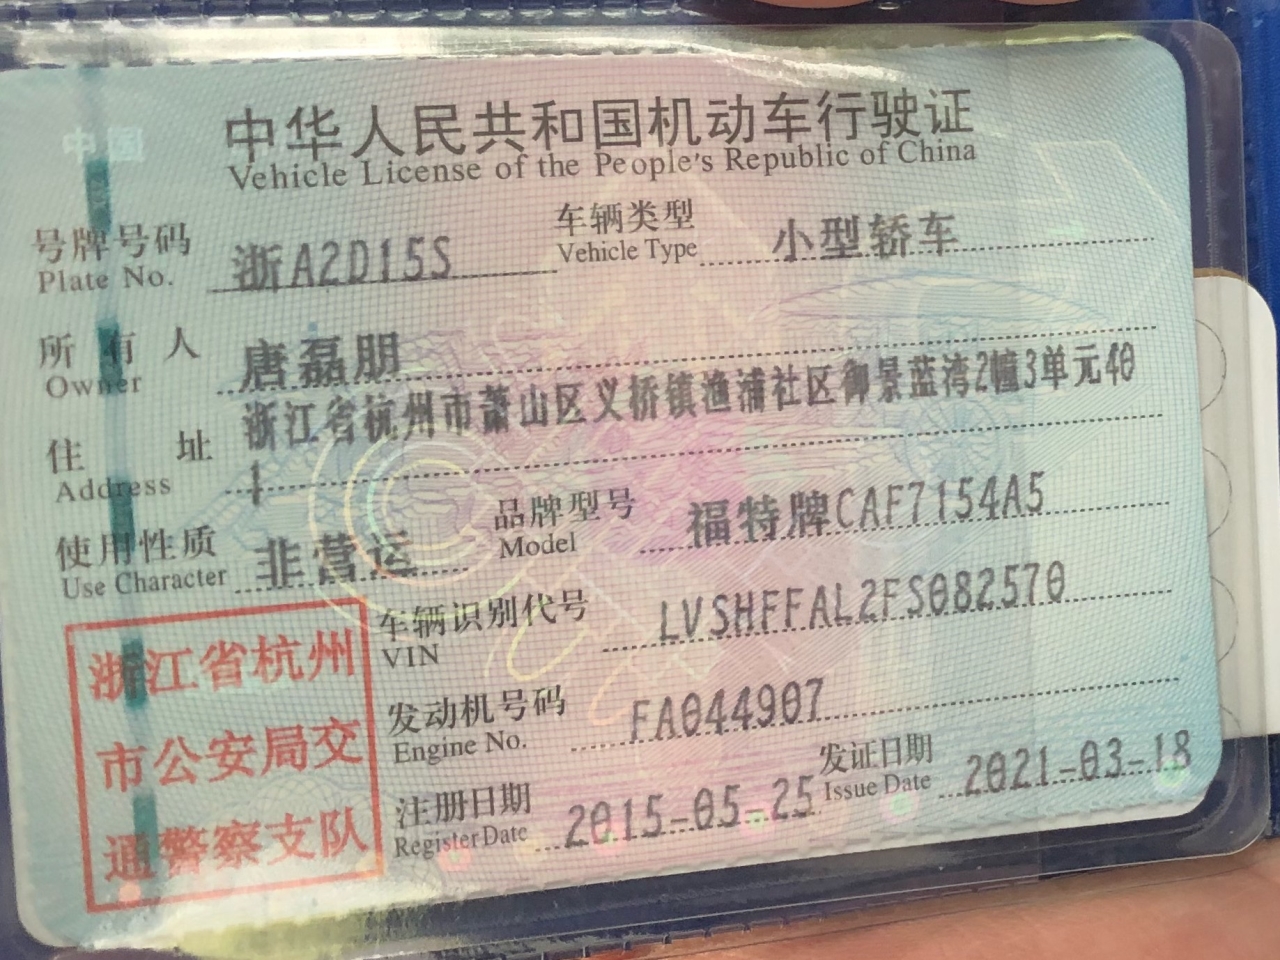 中国
中华人民共和国机动车行驶证
Vehicle License of the People's Republic of China
号牌号码 浙A2D15S 车辆类型 小型轿车
Plate No. Vehicle Type
所有人 唐磊朋
Owner
住址 浙江省杭州市萧山区义桥镇渔浦社区御景蓝湾2幢3单元40
Address 1
使用性质 非营运 品牌型号 福特牌CAF7154A5
Use Character Model
车辆识别代号 LVSHFFAL2FS082570
VIN
发动机号码 FA044907
Engine No.
注册日期 2015-05-25 发证日期 2021-03-18
Register Date Issue Date
浙江省杭州
市公安局交
通警察支队